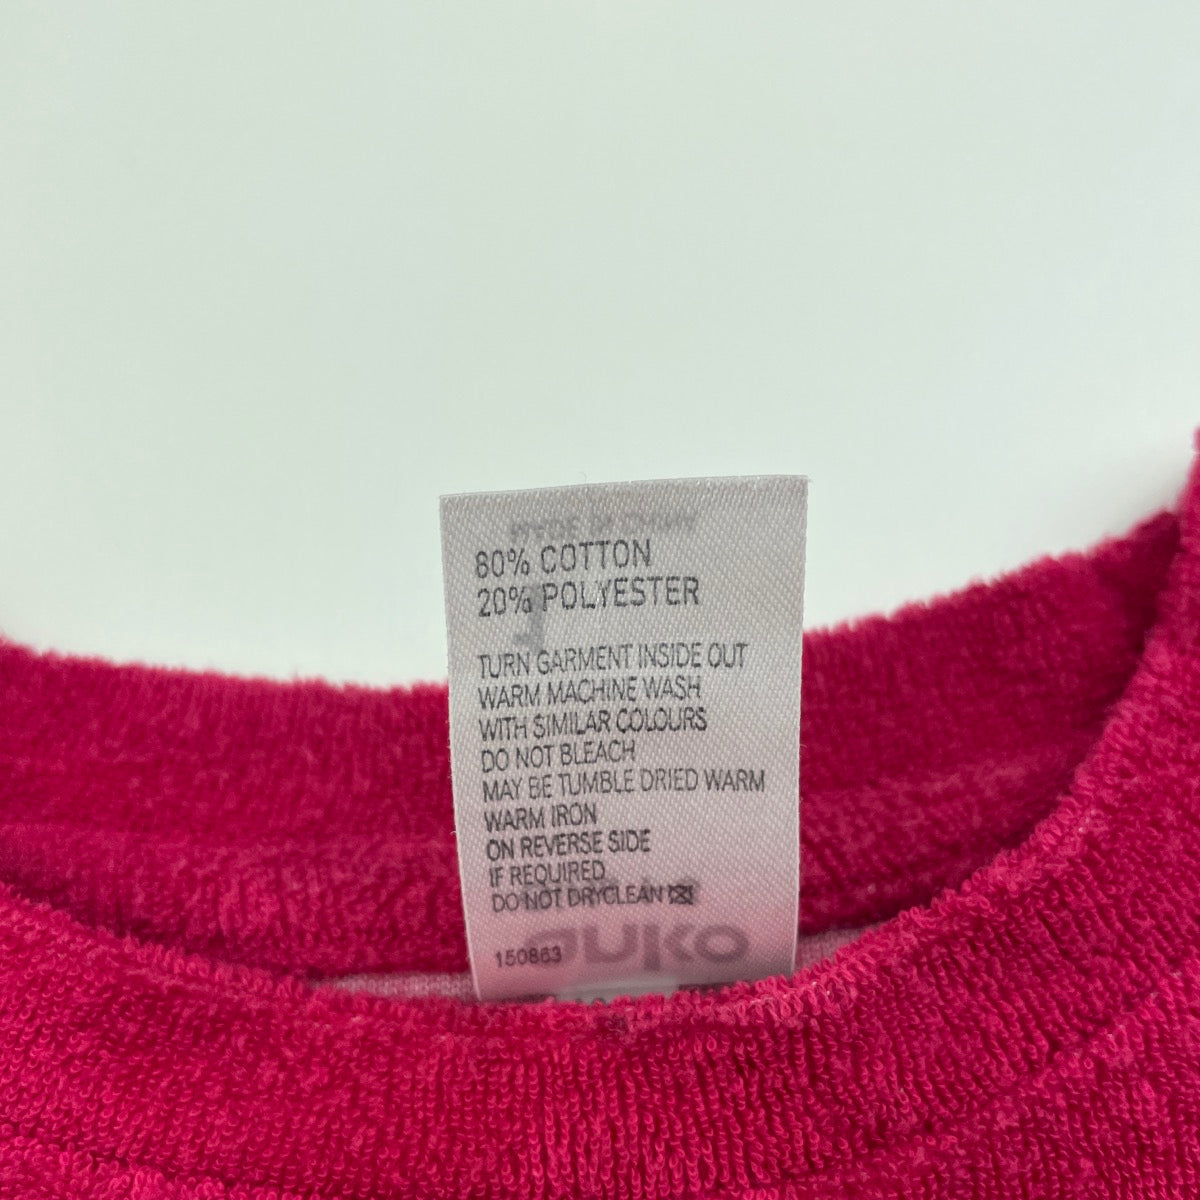 80% COTTON
20% POLYESTER
TURN GARMENT INSIDE OUT
WARM MACHINE WASH
WITH SIMILAR COLOURS
DO NOT BLEACH
MAY BE TUMBLE DRIED WARM
WARM IRON
ON REVERSE SIDE
IF REQUIRED
DO NOT DRYCLEAN
anko
150863